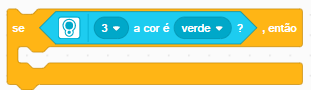 se 3 a cor é verde ? , então